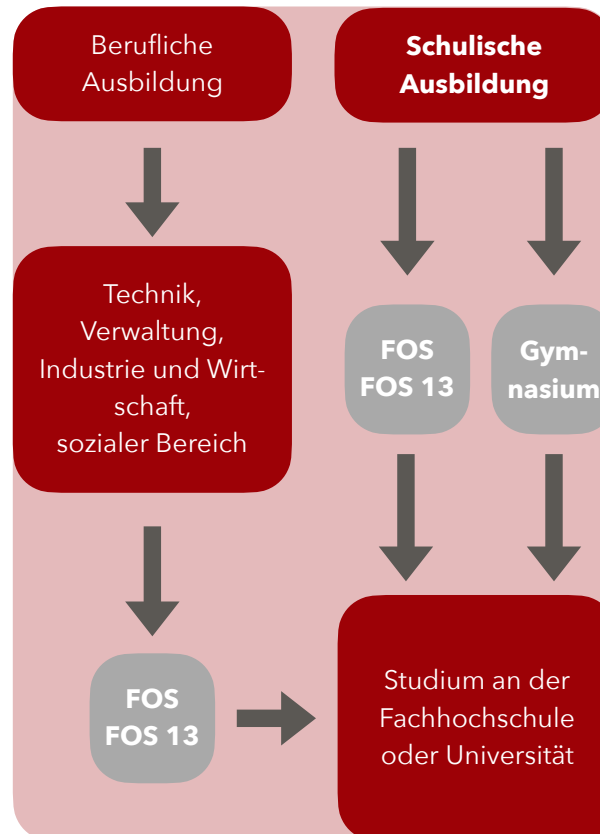 Berufliche
Ausbildung
Schulische
Ausbildung
Technik,
Verwaltung,
Industrie und Wirt-
schaft,
sozialer Bereich
FOS
FOS 13
Gym-
nasium
FOS
FOS 13
Studium an der
Fachhochschule
oder Universität